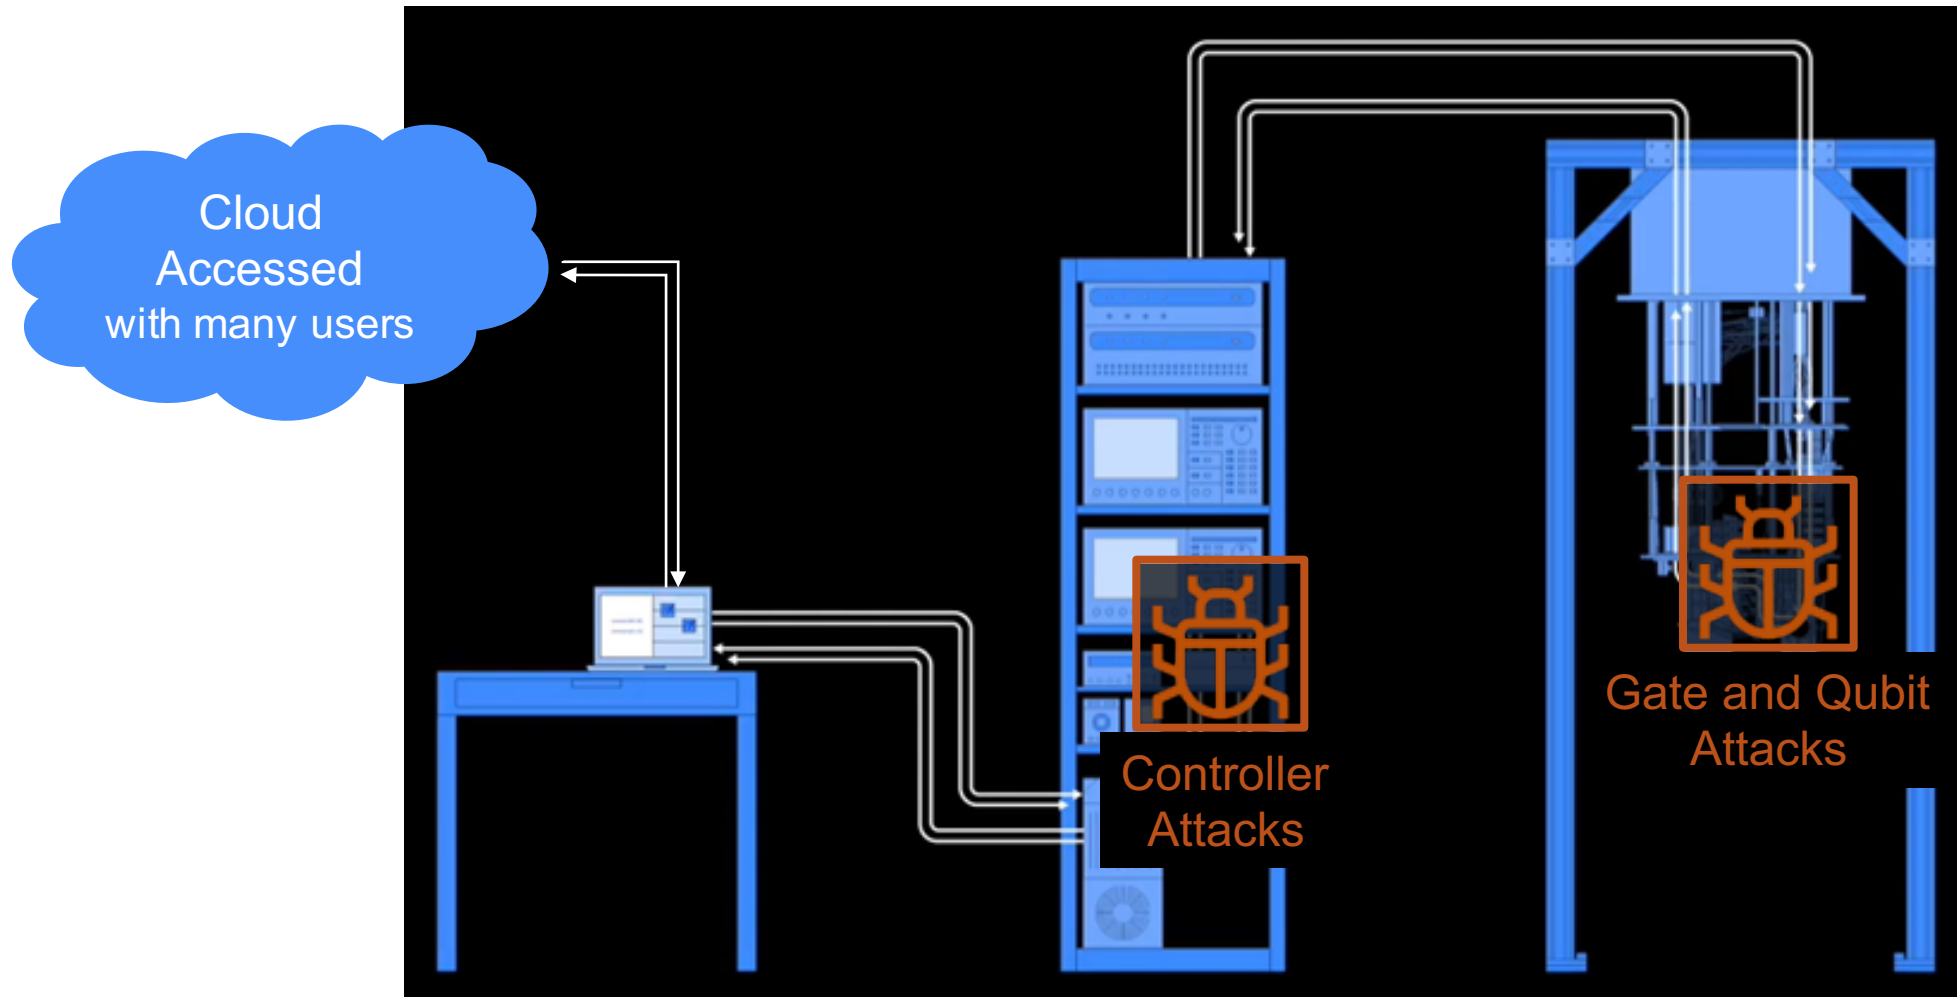 Cloud
Accessed
with many users
Controller
Attacks
Gate and Qubit
Attacks